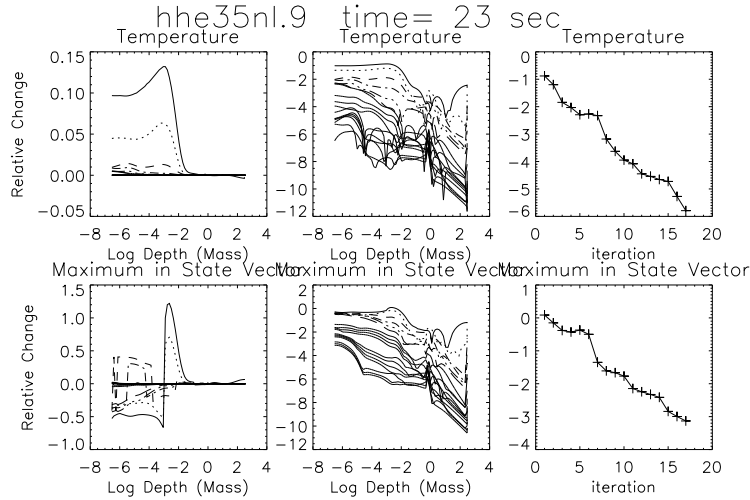 hhe35nl.9 time= 23 sec
Temperature Temperature Temperature
0.15
0.10
0.05
0.00
−0.05
Relative Change
−8 −6 −4 −2 0 2 4
Log Depth (Mass)
0
−2
−4
−6
−8
−10
−12
−8 −6 −4 −2 0 2 4
Log Depth (Mass)
0
−1
−2
−3
−4
−5
−6
0 5 10 15 20
iteration
Maximum in State Vector Maximum in State Vector Maximum in State Vector
1.5
1.0
0.5
0.0
−0.5
−1.0
Relative Change
−8 −6 −4 −2 0 2 4
Log Depth (Mass)
2
0
−2
−4
−6
−8
−10
−12
−8 −6 −4 −2 0 2 4
Log Depth (Mass)
1
0
−1
−2
−3
−4
0 5 10 15 20
iteration